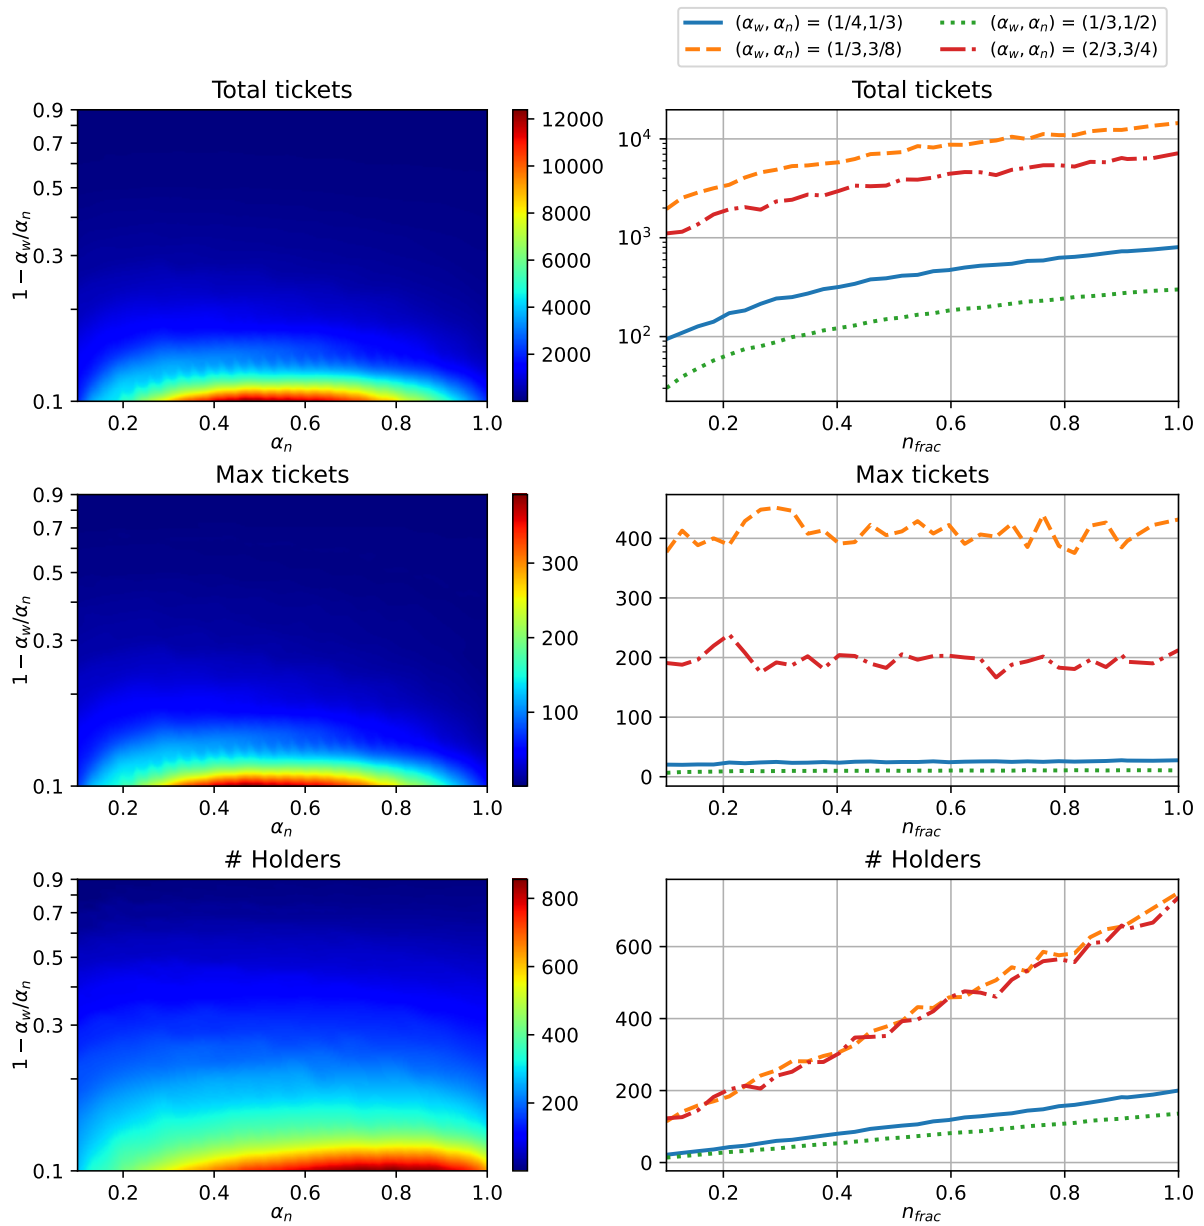 (α_w, α_n) = (1/4,1/3)
(α_w, α_n) = (1/3,3/8)
(α_w, α_n) = (1/3,1/2)
(α_w, α_n) = (2/3,3/4)
Total tickets
0.9
0.7
0.5
0.3
0.1
1 − α_w/α_n
0.2 0.4 0.6 0.8 1.0
α_n
12000
10000
8000
6000
4000
2000
Total tickets
10^4
10^3
10^2
0.2 0.4 0.6 0.8 1.0
n_frac
Max tickets
0.9
0.7
0.5
0.3
0.1
1 − α_w/α_n
0.2 0.4 0.6 0.8 1.0
α_n
300
200
100
Max tickets
400
300
200
100
0
0.2 0.4 0.6 0.8 1.0
n_frac
# Holders
0.9
0.7
0.5
0.3
0.1
1 − α_w/α_n
0.2 0.4 0.6 0.8 1.0
α_n
800
600
400
200
# Holders
600
400
200
0
0.2 0.4 0.6 0.8 1.0
n_frac